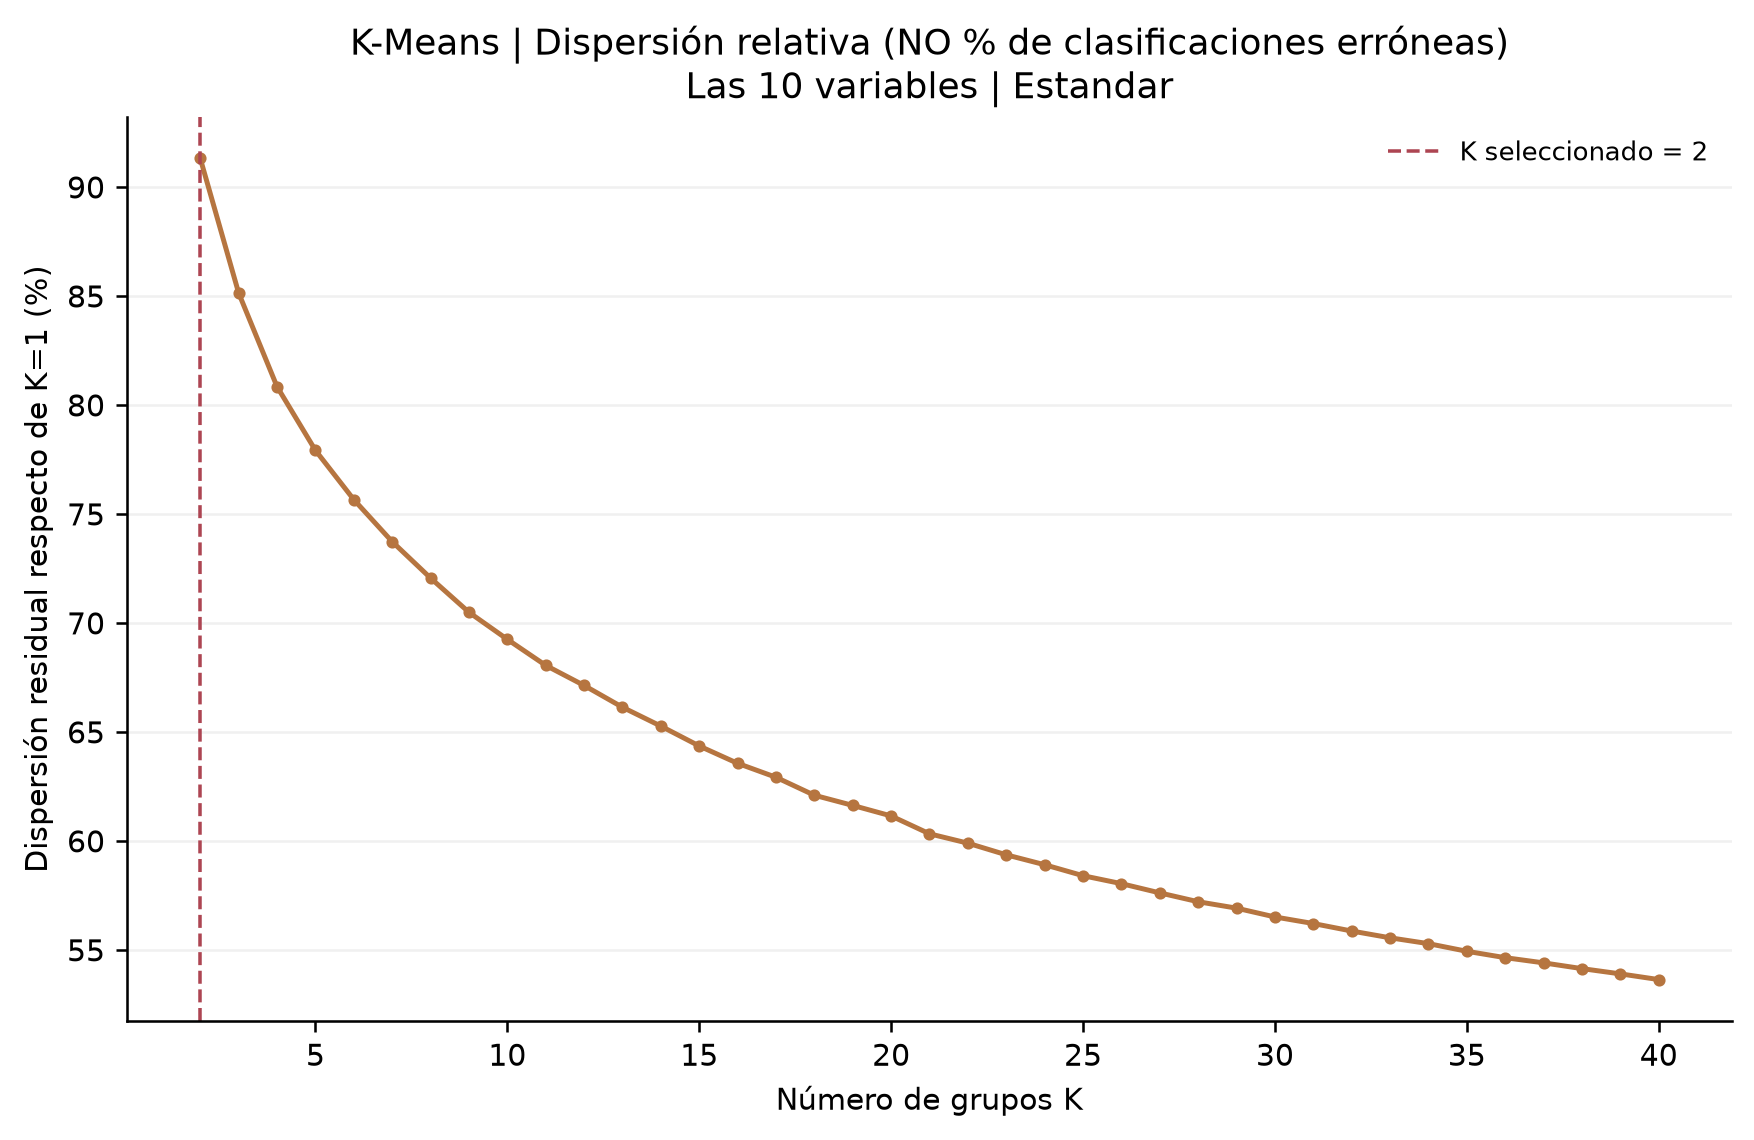 K-Means | Dispersión relativa (NO % de clasificaciones erróneas)
Las 10 variables | Estandar
K seleccionado = 2
Dispersión residual respecto de K=1 (%)
90
85
80
75
70
65
60
55
5 10 15 20 25 30 35 40
Número de grupos K